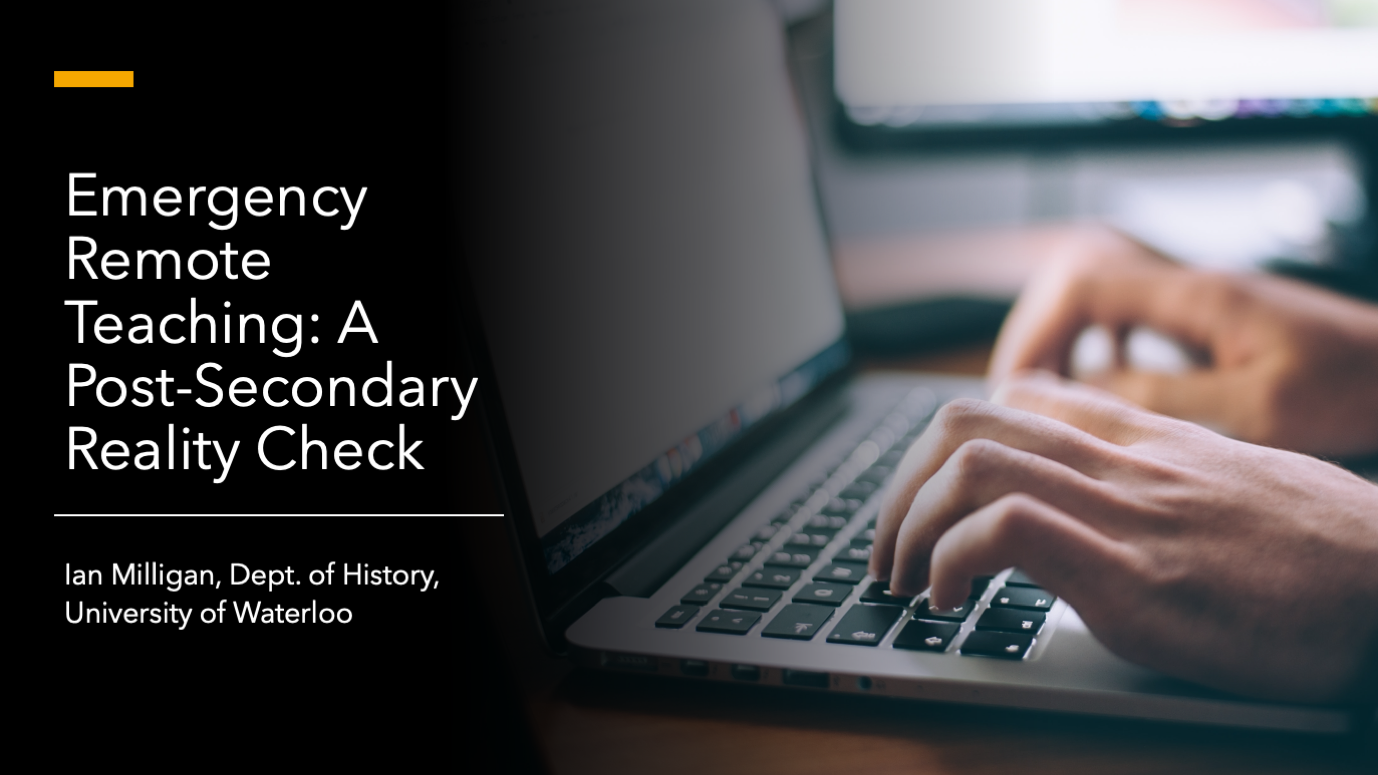 Emergency
Remote
Teaching: A
Post-Secondary
Reality Check
Ian Milligan, Dept. of History,
University of Waterloo